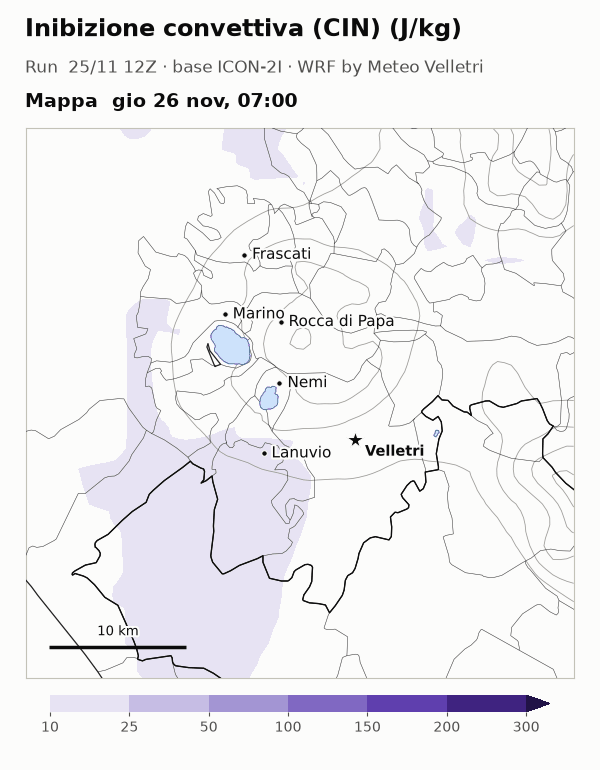 Inibizione convettiva (CIN) (J/kg)
Run  25/11 12Z · base ICON-2I · WRF by Meteo Velletri
Mappa  gio 26 nov, 07:00
Frascati
Marino
Rocca di Papa
Nemi
Velletri
Lanuvio
10 km
10 25 50 100 150 200 300